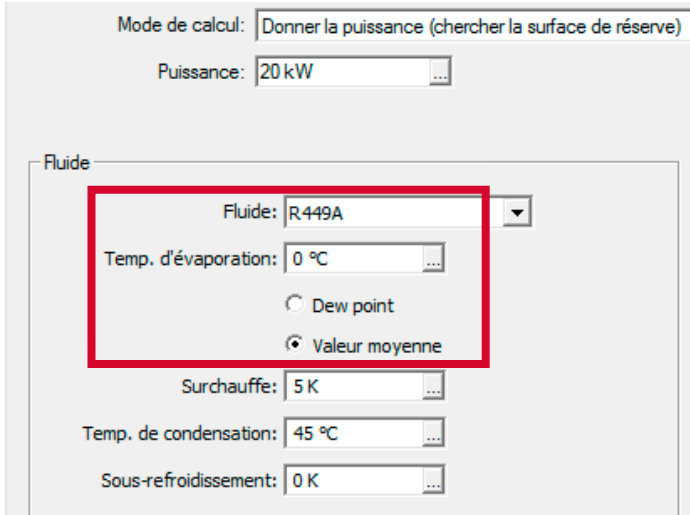 Mode de calcul: Donner la puissance (chercher la surface de réserve)
Puissance: 20 kW ...
Fluide
Fluide: R449A
Temp. d'évaporation: 0 °C ...
Dew point
Valeur moyenne
Surchauffe: 5 K ...
Temp. de condensation: 45 °C ...
Sous-refroidissement: 0 K ...